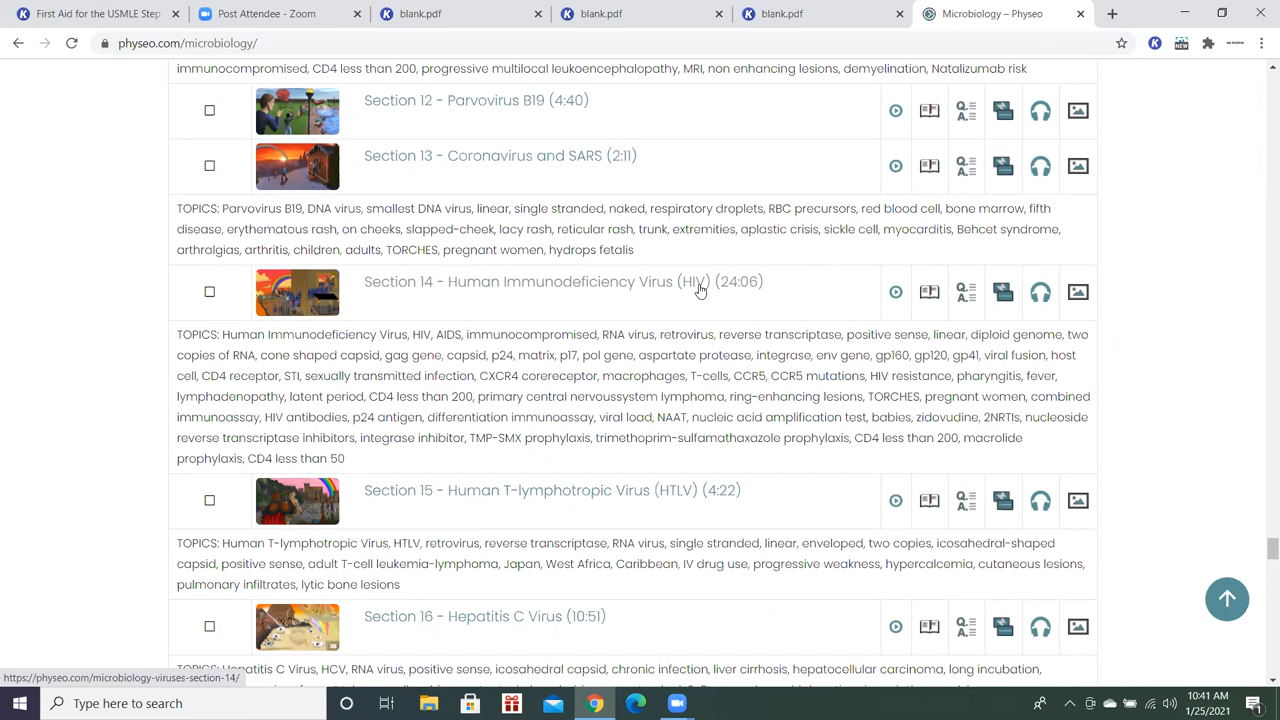 First Aid for the USMLE Step
Post Attendee - Zoom
blank.pdf
blank.pdf
blank.pdf
Microbiology – Physeo
physeo.com/microbiology/
immunocompromised, CD4 less than 200, progressive multilocal leukoencephalopathy, MRI, non enhancing lesions, demyelination, Natalizumab risk
Section 12 - Parvovirus B19 (4:40)
Section 13 - Coronavirus and SARS (2:11)
TOPICS: Parvovirus B19, DNA virus, smallest DNA virus, linear, single stranded, naked, respiratory droplets, RBC precursors, red blood cell, bone marrow, fifth
disease, erythematous rash, on cheeks, slapped-cheek, lacy rash, reticular rash, trunk, extremities, aplastic crisis, sickle cell, myocarditis, Behcet syndrome,
arthralgias, arthritis, children, adults, TORCHES, pregnant women, hydrops fetalis
Section 14 - Human Immunodeficiency Virus (HIV) (24:06)
TOPICS: Human Immunodeficiency Virus, HIV, AIDS, immunocompromised, RNA virus, retrovirus, reverse transcriptase, positive sense, linear, diploid genome, two
copies of RNA, cone shaped capsid, gag gene, capsid, p24, matrix, p17, pol gene, aspartate protease, integrase, env gene, gp160, gp120, gp41, viral fusion, host
cell, CD4 receptor, STI, sexually transmitted infection, CXCR4 corereceptor, macrophages, T-cells, CCR5, CCR5 mutations, HIV resistance, pharyngitis, fever,
lymphadenopathy, latent period, CD4 less than 200, primary central nervoussystem lymphoma, ring-enhancing lesions, TORCHES, pregnant women, combined
immunoassay, HIV antibodies, p24 antigen, differentiation immunoassay, viral load, NAAT, nucleic acid amplification test, babies, zidovudine, 2NRTIs, nucleoside
reverse transcriptase inhibitors, integrase inhibitor, TMP-SMX prophylaxis, trimethoprim-sulfamathaxazole prophylaxis, CD4 less than 200, macrolide
prophylaxis, CD4 less than 50
Section 15 - Human T-lymphotropic Virus (HTLV) (4:22)
TOPICS: Human T-lymphotropic Virus, HTLV, retrovirus, reverse transcriptase, RNA virus, single stranded, linear, enveloped, two copies, icosahedral-shaped
capsid, positive sense, adult T-cell leukemia-lymphoma, Japan, West Africa, Caribbean, IV drug use, progressive weakness, hypercalcemia, cutaneous lesions,
pulmonary infiltrates, lytic bone lesions
Section 16 - Hepatitis C Virus (10:51)
TOPICS: Hepatitis C Virus, HCV, RNA virus, positive sense, icosahedral capsid, chronic infection, liver cirrhosis, hepatocellular carcinoma, long incubation,
https://physeo.com/microbiology-viruses-section-14/
Type here to search
10:41 AM
1/25/2021